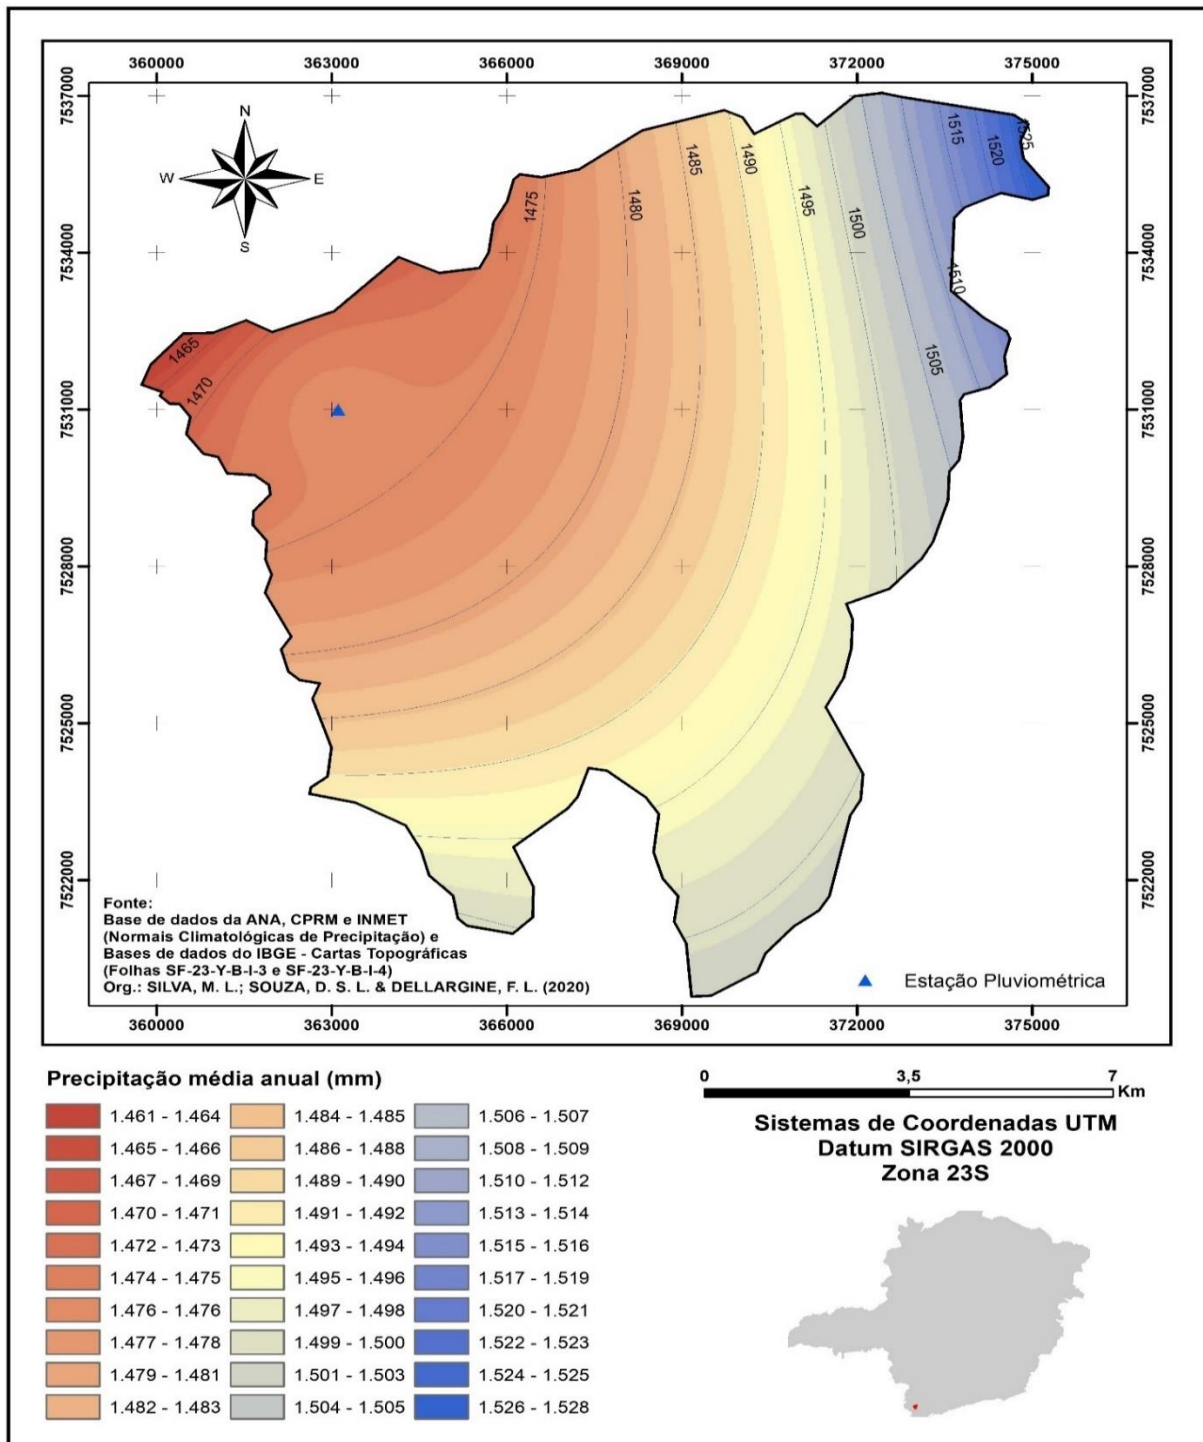 360000 363000 366000 369000 372000 375000
7537000 7537000
7534000 7534000
7531000 7531000
7528000 7528000
7525000 7525000
7522000 7522000
N
W E
S
1465
1470
1475
1480
1485
1490
1495
1500
1505
1510
1515
1520
1525
Fonte:
Base de dados da ANA, CPRM e INMET
(Normais Climatológicas de Precipitação) e
Bases de dados do IBGE - Cartas Topográficas
(Folhas SF-23-Y-B-I-3 e SF-23-Y-B-I-4)
Org.: SILVA, M. L.; SOUZA, D. S. L. & DELLARGINE, F. L. (2020)
Estação Pluviométrica
360000 363000 366000 369000 372000 375000
Precipitação média anual (mm)
1.461 - 1.464
1.465 - 1.466
1.467 - 1.469
1.470 - 1.471
1.472 - 1.473
1.474 - 1.475
1.476 - 1.476
1.477 - 1.478
1.479 - 1.481
1.482 - 1.483
1.484 - 1.485
1.486 - 1.488
1.489 - 1.490
1.491 - 1.492
1.493 - 1.494
1.495 - 1.496
1.497 - 1.498
1.499 - 1.500
1.501 - 1.503
1.504 - 1.505
1.506 - 1.507
1.508 - 1.509
1.510 - 1.512
1.513 - 1.514
1.515 - 1.516
1.517 - 1.519
1.520 - 1.521
1.522 - 1.523
1.524 - 1.525
1.526 - 1.528
0 3,5 7
Km
Sistemas de Coordenadas UTM
Datum SIRGAS 2000
Zona 23S